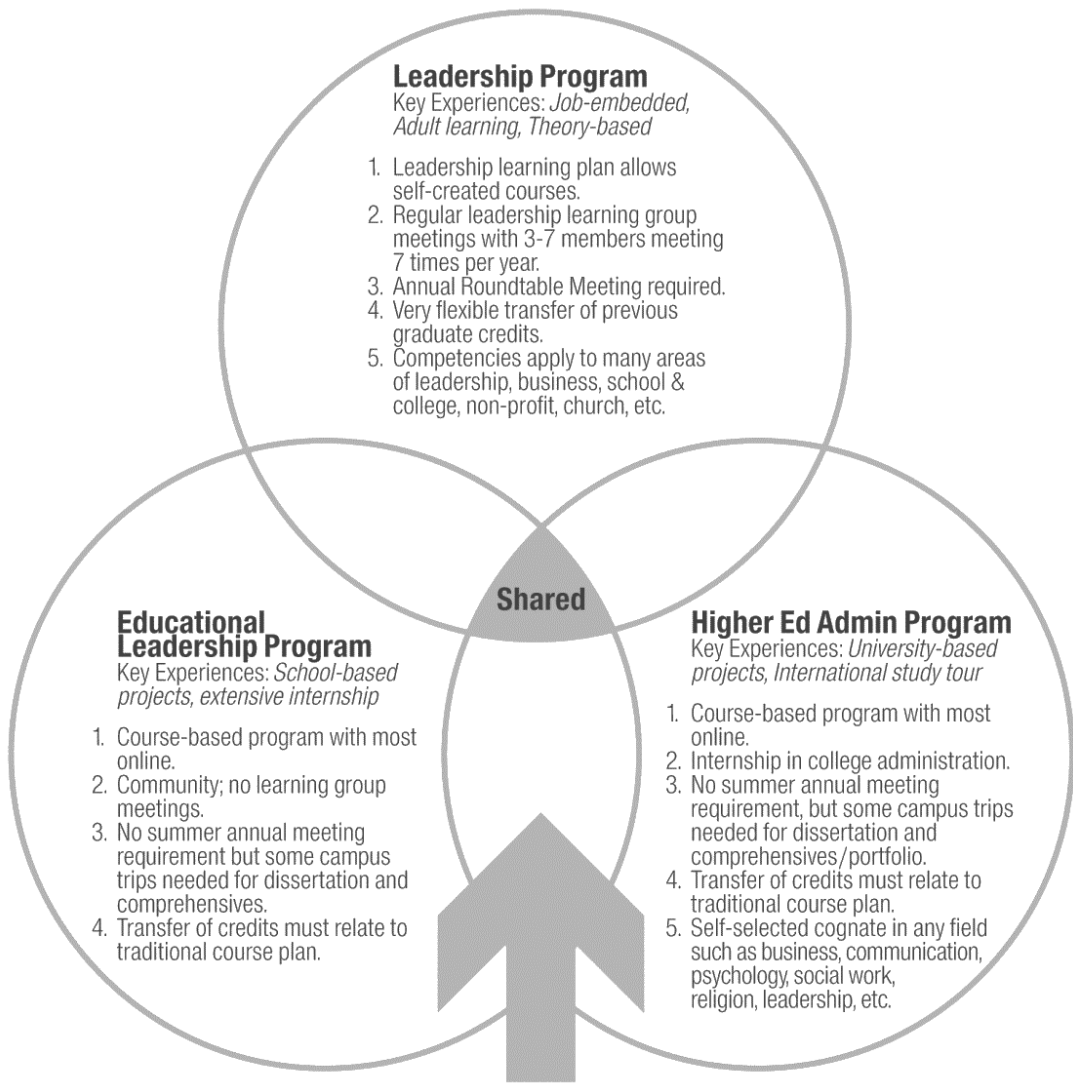 Leadership Program
Key Experiences: Job-embedded,
Adult learning, Theory-based
1. Leadership learning plan allows
self-created courses.
2. Regular leadership learning group
meetings with 3-7 members meeting
7 times per year.
3. Annual Roundtable Meeting required.
4. Very flexible transfer of previous
graduate credits.
5. Competencies apply to many areas
of leadership, business, school &
college, non-profit, church, etc.
Shared
Educational
Leadership Program
Key Experiences: School-based
projects, extensive internship
1. Course-based program with most
online.
2. Community; no learning group
meetings.
3. No summer annual meeting
requirement but some campus
trips needed for dissertation and
comprehensives.
4. Transfer of credits must relate to
traditional course plan.
Higher Ed Admin Program
Key Experiences: University-based
projects, International study tour
1. Course-based program with most
online.
2. Internship in college administration.
3. No summer annual meeting
requirement, but some campus trips
needed for dissertation and
comprehensives/portfolio.
4. Transfer of credits must relate to
traditional course plan.
5. Self-selected cognate in any field
such as business, communication,
psychology, social work,
religion, leadership, etc.